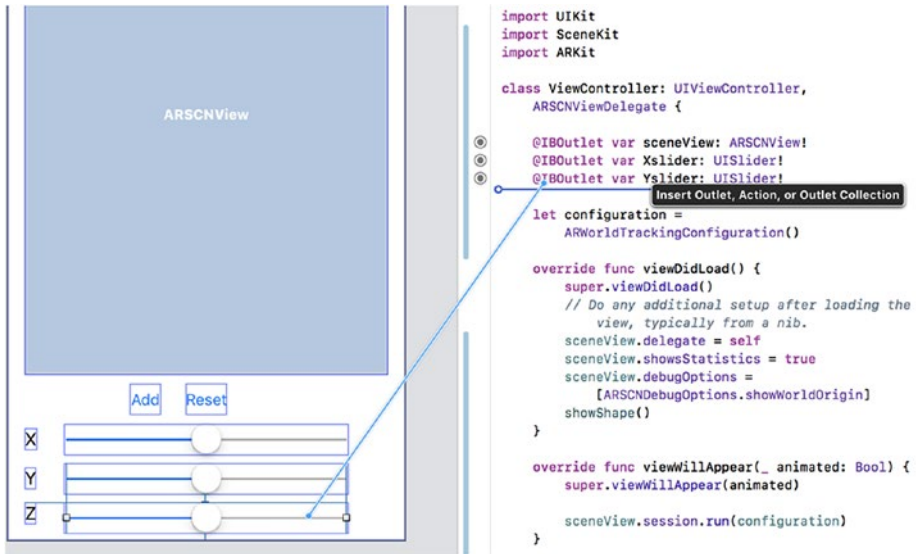 ARSCNView
Add
Reset
X
Y
Z
import UIKit
import SceneKit
import ARKit
class ViewController: UIViewController,
ARSCNViewDelegate {
@IBOutlet var sceneView: ARSCNView!
@IBOutlet var Xslider: UISlider!
@IBOutlet var Yslider: UISlider!
Insert Outlet, Action, or Outlet Collection
let configuration =
ARWorldTrackingConfiguration()
override func viewDidLoad() {
super.viewDidLoad()
// Do any additional setup after loading the
view, typically from a nib.
sceneView.delegate = self
sceneView.showsStatistics = true
sceneView.debugOptions =
[ARSCNDebugOptions.showWorldOrigin]
showShape()
}
override func viewWillAppear(_ animated: Bool) {
super.viewWillAppear(animated)
sceneView.session.run(configuration)
}